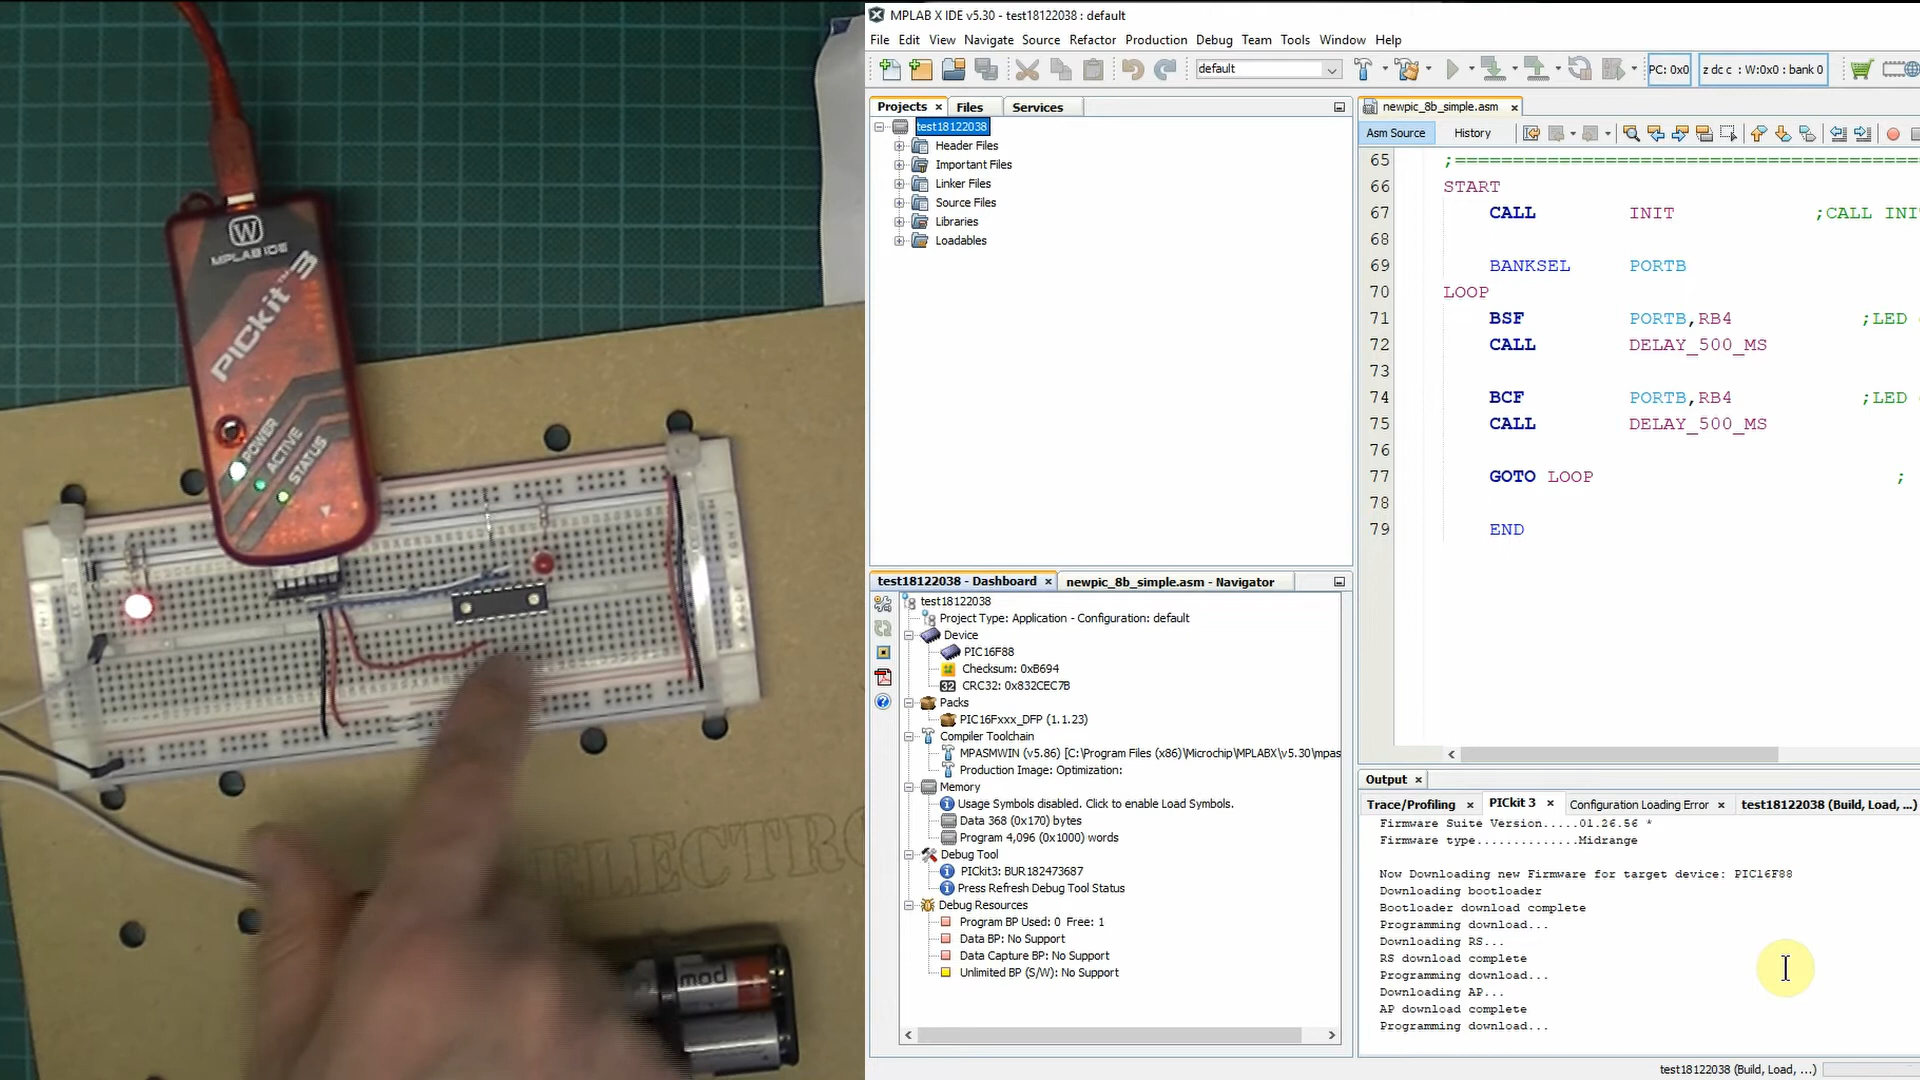 MPLAB IDE
PICkit™ 3
POWER
ACTIVE
STATUS
MPLAB X IDE v5.30 - test18122038 : default
File Edit View Navigate Source Refactor Production Debug Team Tools Window Help
default
PC: 0x0
z dc c : W:0x0 : bank 0
Projects
Files
Services
test18122038
Header Files
Important Files
Linker Files
Source Files
Libraries
Loadables
newpic_8b_simple.asm
Asm Source
History
65 ;========================================
66 START
67 CALL INIT ;CALL INI
68
69 BANKSEL PORTB
70 LOOP
71 BSF PORTB,RB4 ;LED
72 CALL DELAY_500_MS
73
74 BCF PORTB,RB4 ;LED
75 CALL DELAY_500_MS
76
77 GOTO LOOP ;
78
79 END
test18122038 - Dashboard
newpic_8b_simple.asm - Navigator
test18122038
Project Type: Application - Configuration: default
Device
PIC16F88
Checksum: 0xB694
CRC32: 0x832CEC7B
Packs
PIC16Fxxx_DFP (1.1.23)
Compiler Toolchain
MPASMWIN (v5.86) [C:\Program Files (x86)\Microchip\MPLABX\v5.30\mpas
Production Image: Optimization:
Memory
Usage Symbols disabled. Click to enable Load Symbols.
Data 368 (0x170) bytes
Program 4,096 (0x1000) words
Debug Tool
PICkit3: BUR182473687
Press Refresh Debug Tool Status
Debug Resources
Program BP Used: 0 Free: 1
Data BP: No Support
Data Capture BP: No Support
Unlimited BP (S/W): No Support
Output
Trace/Profiling
PICkit 3
Configuration Loading Error
test18122038 (Build, Load, ...)
Firmware Suite Version.....01.26.56 *
Firmware type..............Midrange
Now Downloading new Firmware for target device: PIC16F88
Downloading bootloader
Bootloader download complete
Programming download...
Downloading RS...
RS download complete
Programming download...
Downloading AP...
AP download complete
Programming download...
test18122038 (Build, Load, ...)
ELECTRO